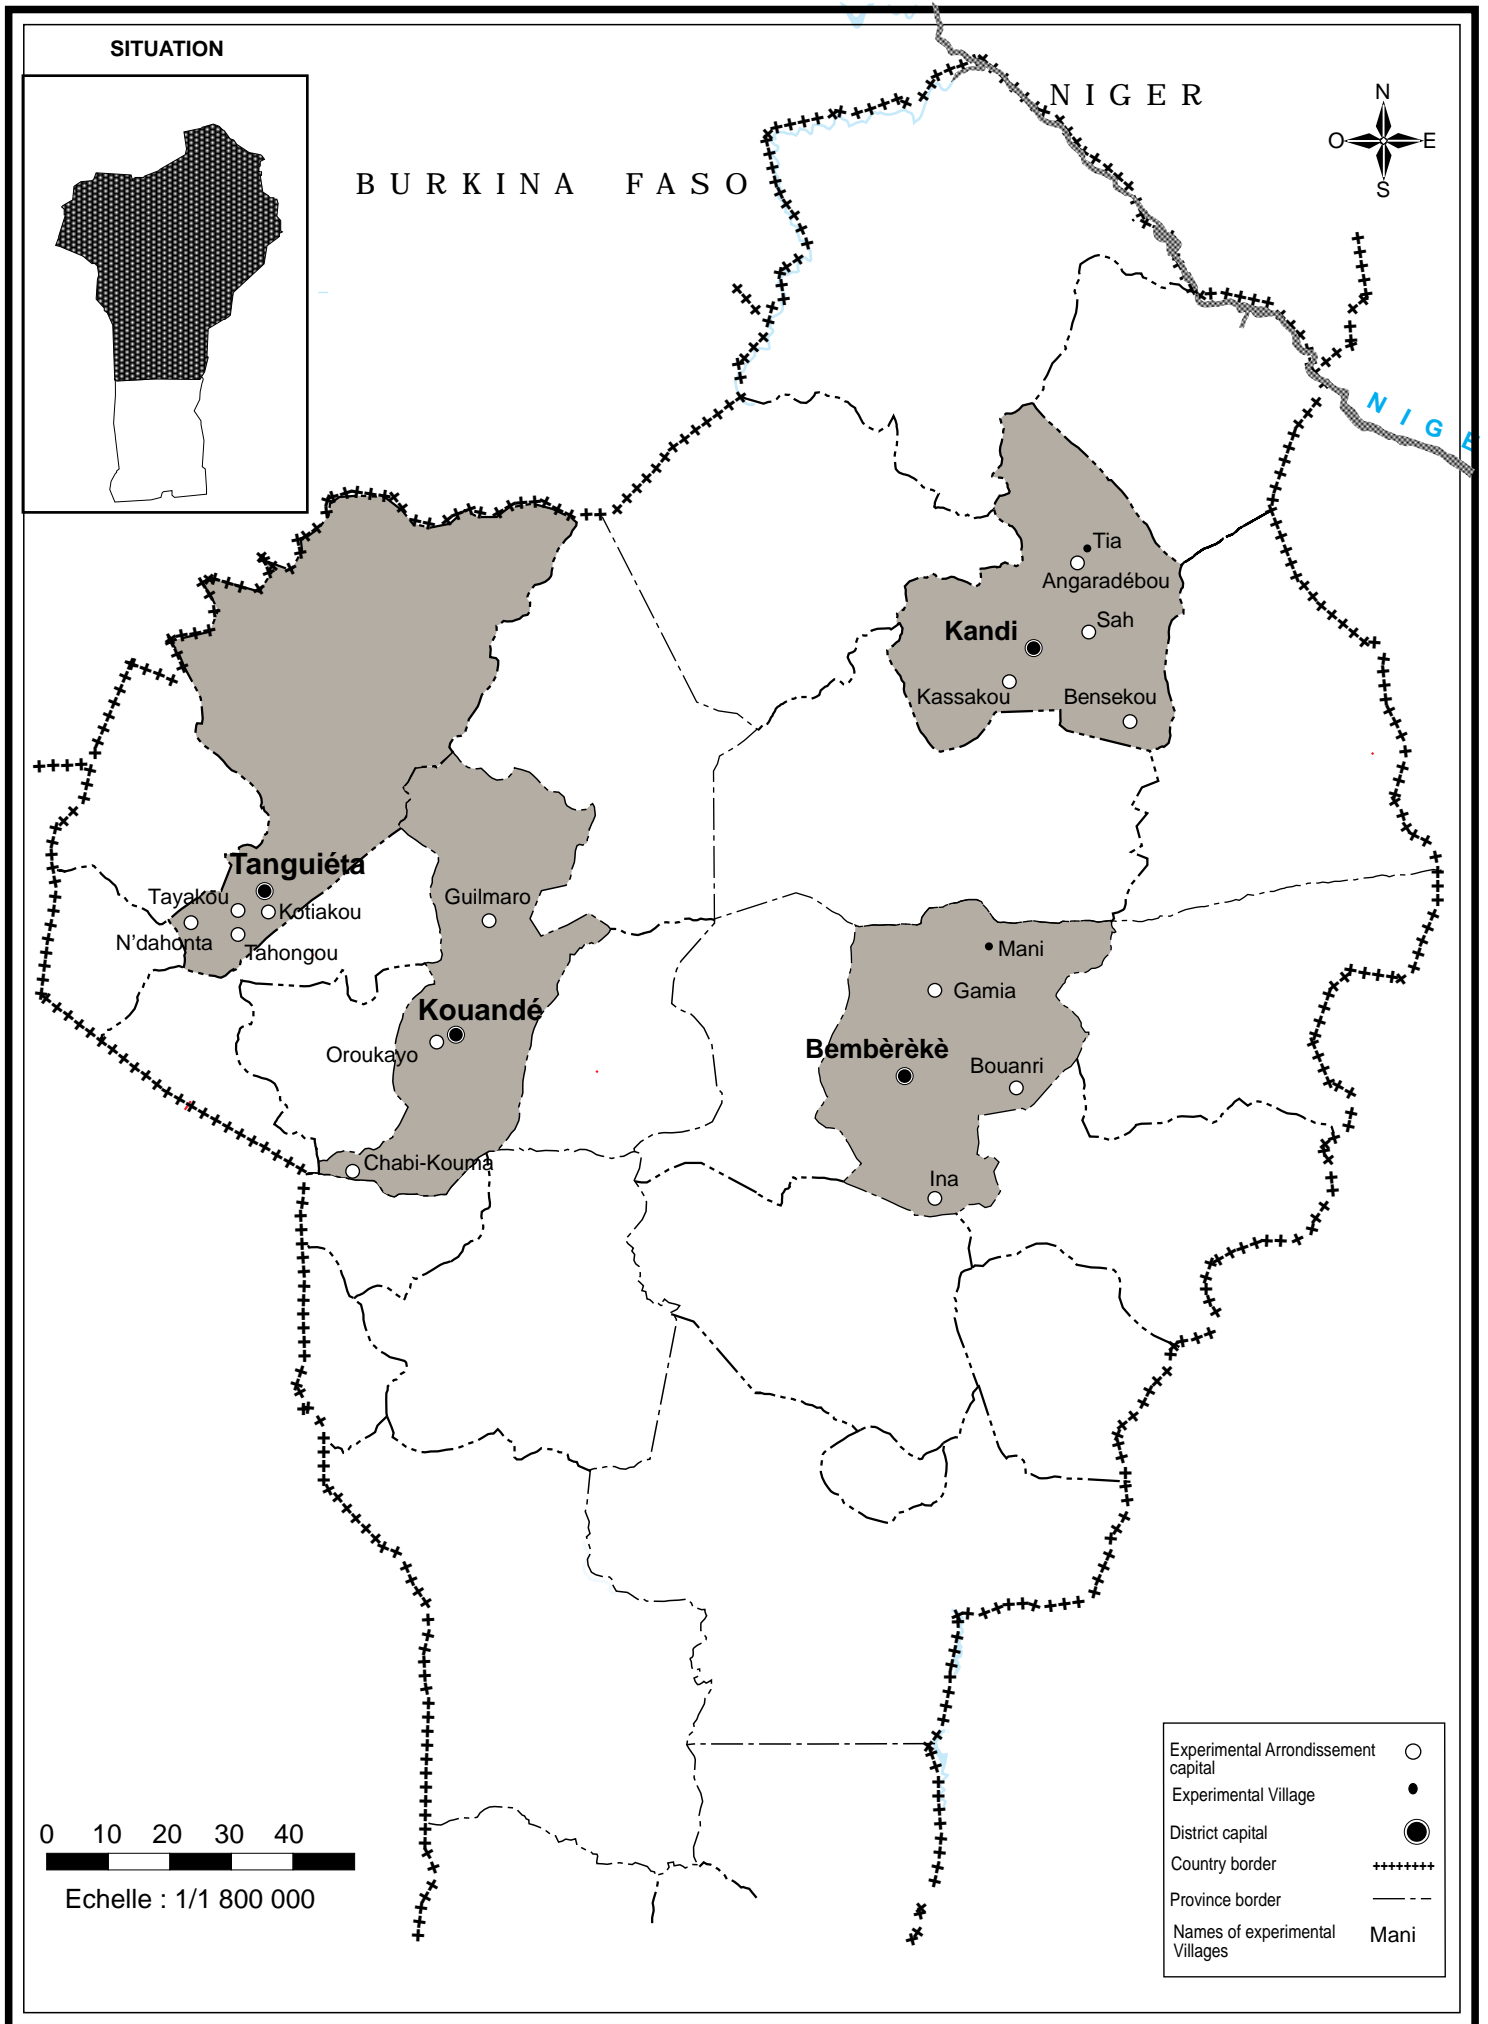 SITUATION
NIGER
BURKINA FASO
N
O E
S
NIGE
Tia
Angaradébou
Sah
Kandi
Kassakou
Bensekou
Tanguiéta
Tayakou
Kotiakou
N'dahonta
Tahongou
Guilmaro
Kouandé
Oroukayo
Chabi-Kouma
Mani
Gamia
Bembèrèkè
Bouanri
Ina
Experimental Arrondissement
capital
Experimental Village
District capital
Country border
Province border
Names of experimental
Villages
Mani
0 10 20 30 40
Echelle : 1/1 800 000